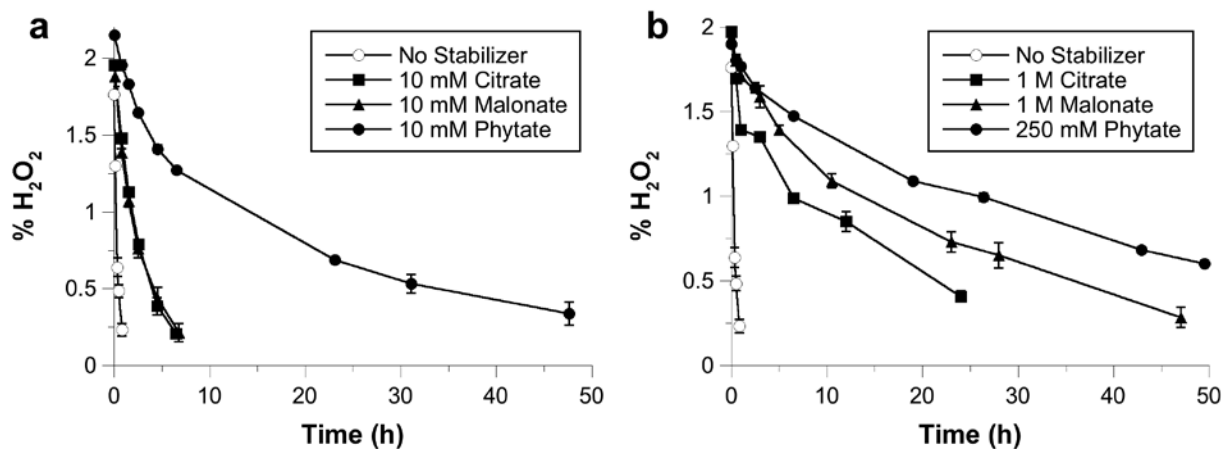 a
% H₂O₂
2
1.5
1
0.5
0
0 10 20 30 40 50
Time (h)
No Stabilizer
10 mM Citrate
10 mM Malonate
10 mM Phytate
b
% H₂O₂
2
1.5
1
0.5
0
0 10 20 30 40 50
Time (h)
No Stabilizer
1 M Citrate
1 M Malonate
250 mM Phytate